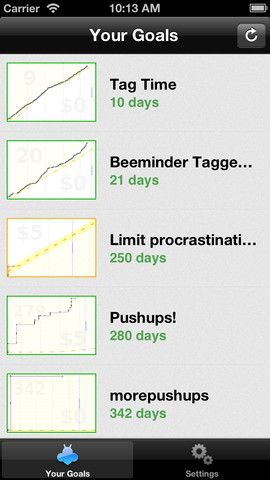 Carrier 10:13 AM
Your Goals
9
$0
Tag Time
10 days
20
$0
Beeminder Tagge...
21 days
$5
Limit procrastinati...
250 days
279
$5
Pushups!
280 days
342
$0
morepushups
342 days
Your Goals
Settings